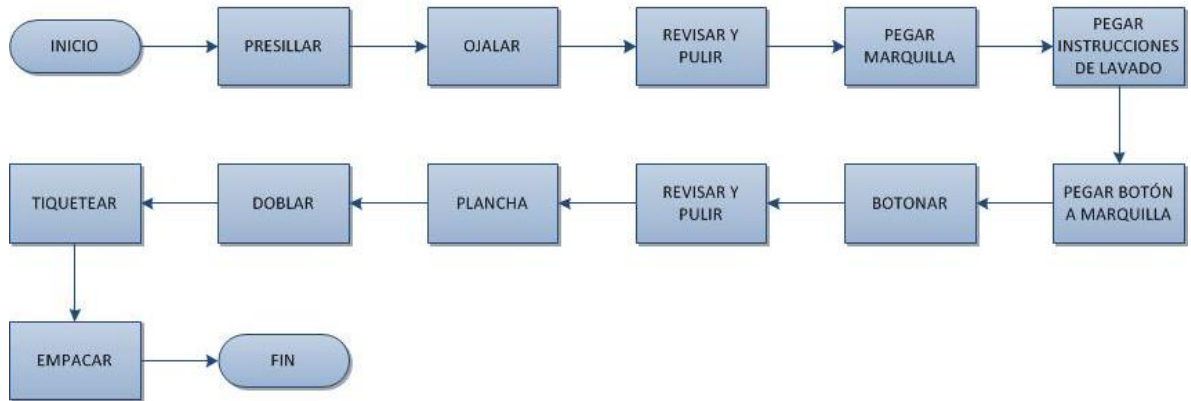 INICIO
PRESILLAR
OJALAR
REVISAR Y
PULIR
PEGAR
MARQUILLA
PEGAR
INSTRUCCIONES
DE LAVADO
PEGAR BOTÓN
A MARQUILLA
BOTONAR
REVISAR Y
PULIR
PLANCHA
DOBLAR
TIQUETEAR
EMPACAR
FIN